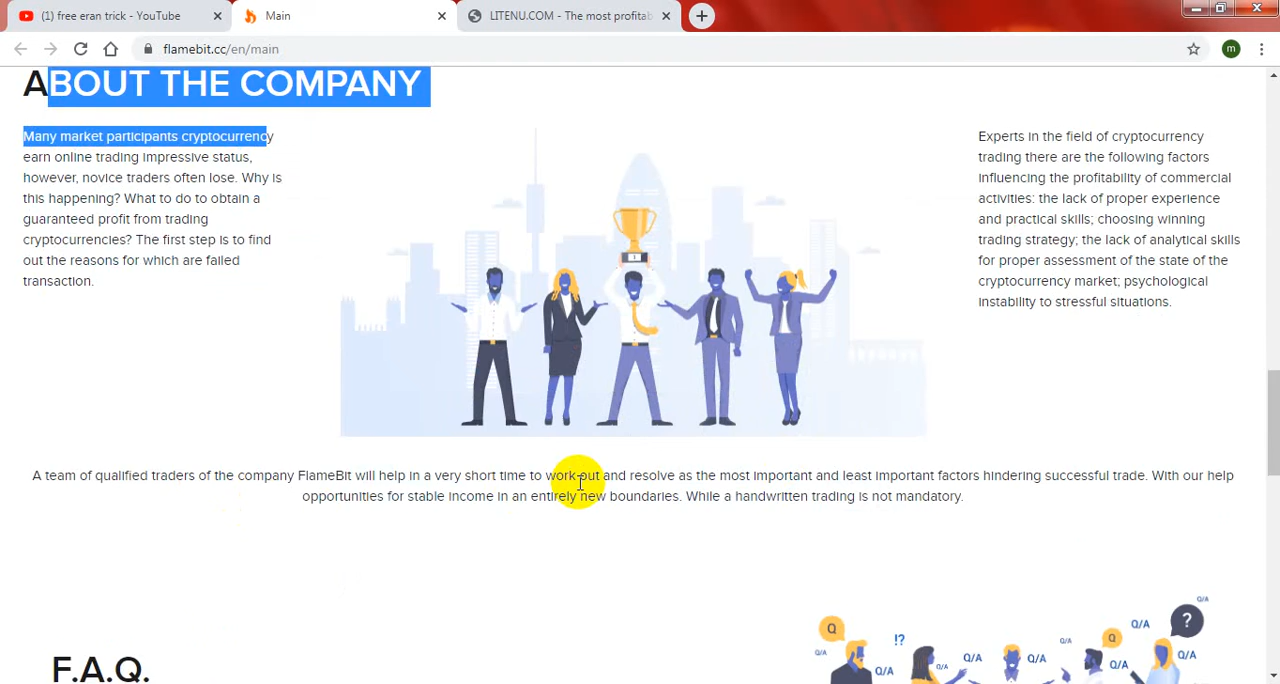 (1) free eran trick - YouTube
Main
LITENU.COM - The most profitab
flamebit.cc/en/main
m
ABOUT THE COMPANY
Many market participants cryptocurrency
earn online trading impressive status,
however, novice traders often lose. Why is
this happening? What to do to obtain a
guaranteed profit from trading
cryptocurrencies? The first step is to find
out the reasons for which are failed
transaction.
1
Experts in the field of cryptocurrency
trading there are the following factors
influencing the profitability of commercial
activities: the lack of proper experience
and practical skills; choosing winning
trading strategy; the lack of analytical skills
for proper assessment of the state of the
cryptocurrency market; psychological
instability to stressful situations.
A team of qualified traders of the company FlameBit will help in a very short time to work out and resolve as the most important and least important factors hindering successful trade. With our help
opportunities for stable income in an entirely new boundaries. While a handwritten trading is not mandatory.
F.A.Q.
Q/A
Q
!?
Q/A
Q/A
Q/A
Q/A
Q/A
Q/A
Q
Q/A
Q/A
?
Q/A
Q/A